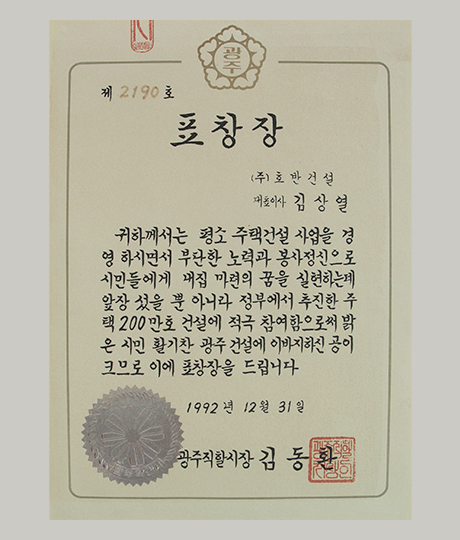 광주
제 2190 호
표창장
(주) 호반건설
대표이사 김상열
귀하께서는 평소 주택건설 사업을 경
영 하시면서 부단한 노력과 봉사정신으로
시민들에게 내집 마련의 꿈을 실현하는데
앞장 섰을 뿐 아니라 정부에서 추진한 주
택 200만호 건설에 적극 참여함으로써 밝
은 시민 활기찬 광주 건설에 이바지하신 공이
크므로 이에 표창장을 드립니다
1992 년 12 월 31 일
광주직할시장 김동환